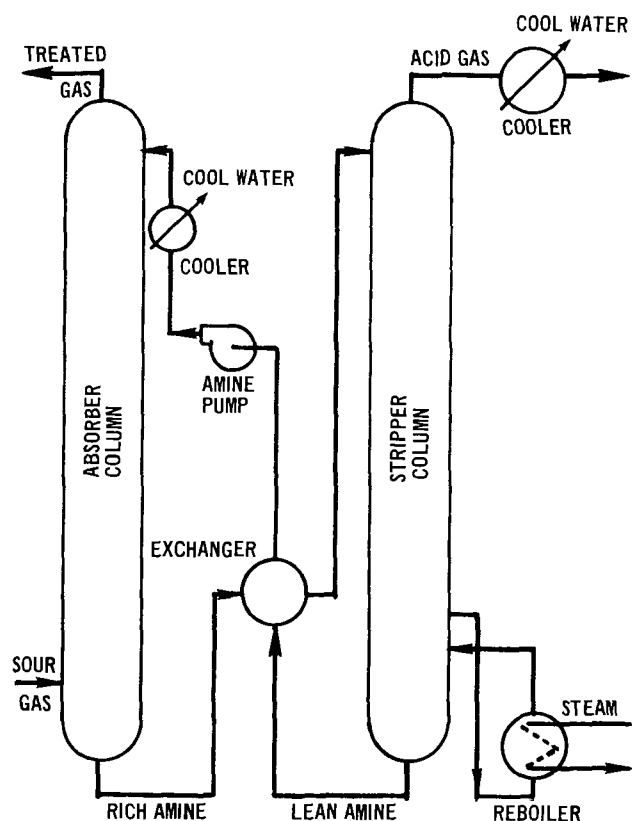 TREATED
GAS
ACID GAS
COOL WATER
COOLER
COOL WATER
COOLER
AMINE
PUMP
ABSORBER
COLUMN
STRIPPER
COLUMN
EXCHANGER
SOUR
GAS
STEAM
RICH AMINE
LEAN AMINE
REBOILER